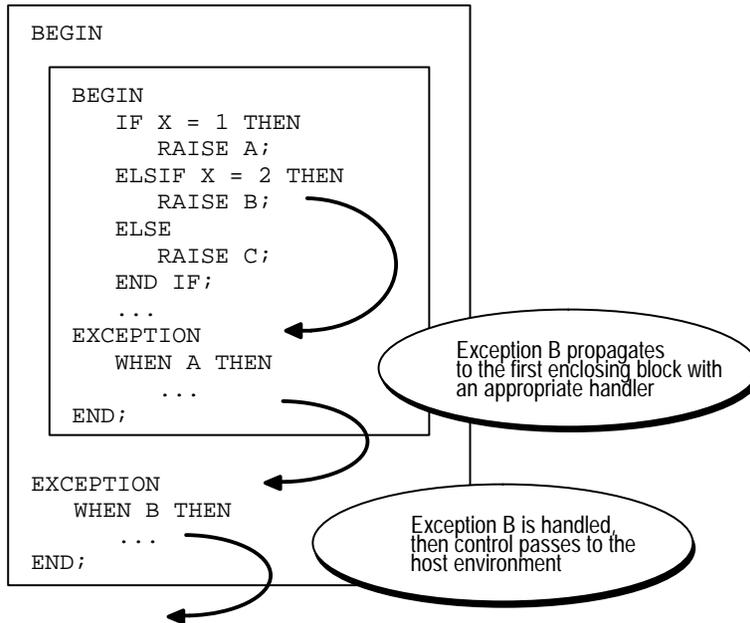 BEGIN
BEGIN
IF X = 1 THEN
RAISE A;
ELSIF X = 2 THEN
RAISE B;
ELSE
RAISE C;
END IF;
...
EXCEPTION
WHEN A THEN
...
END;
Exception B propagates
to the first enclosing block with
an appropriate handler
EXCEPTION
WHEN B THEN
...
END;
Exception B is handled,
then control passes to the
host environment